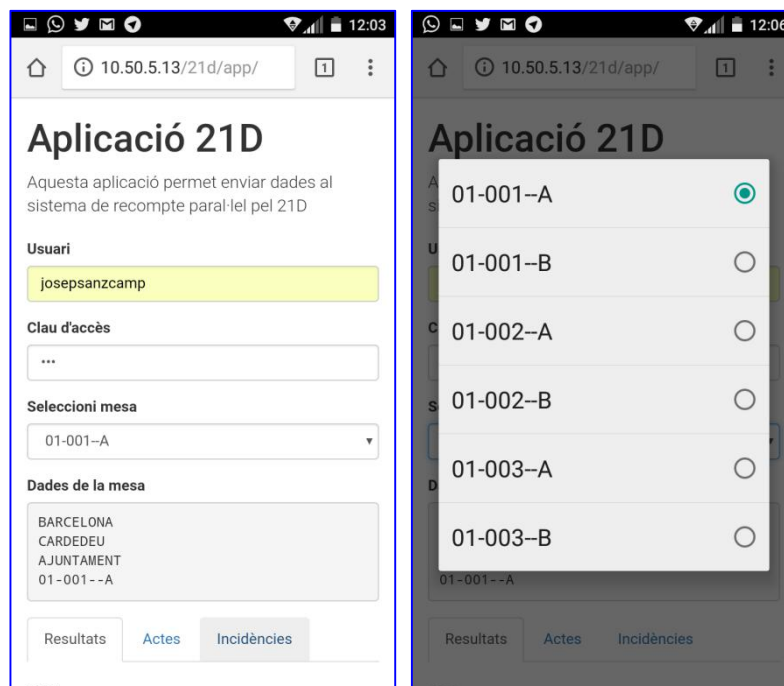 12:03
10.50.5.13/21d/app/
1
Aplicació 21D
Aquesta aplicació permet enviar dades al
sistema de recompte paral·lel pel 21D
Usuari
josepsanzcamp
Clau d'accès
•••
Seleccioni mesa
01-001--A
Dades de la mesa
BARCELONA
CARDEDEU
AJUNTAMENT
01-001--A
Resultats Actes Incidències
12:06
10.50.5.13/21d/app/
1
Aplicació 21D
01-001--A
01-001--B
01-002--A
01-002--B
01-003--A
01-003--B
01-001--A
Resultats Actes Incidències